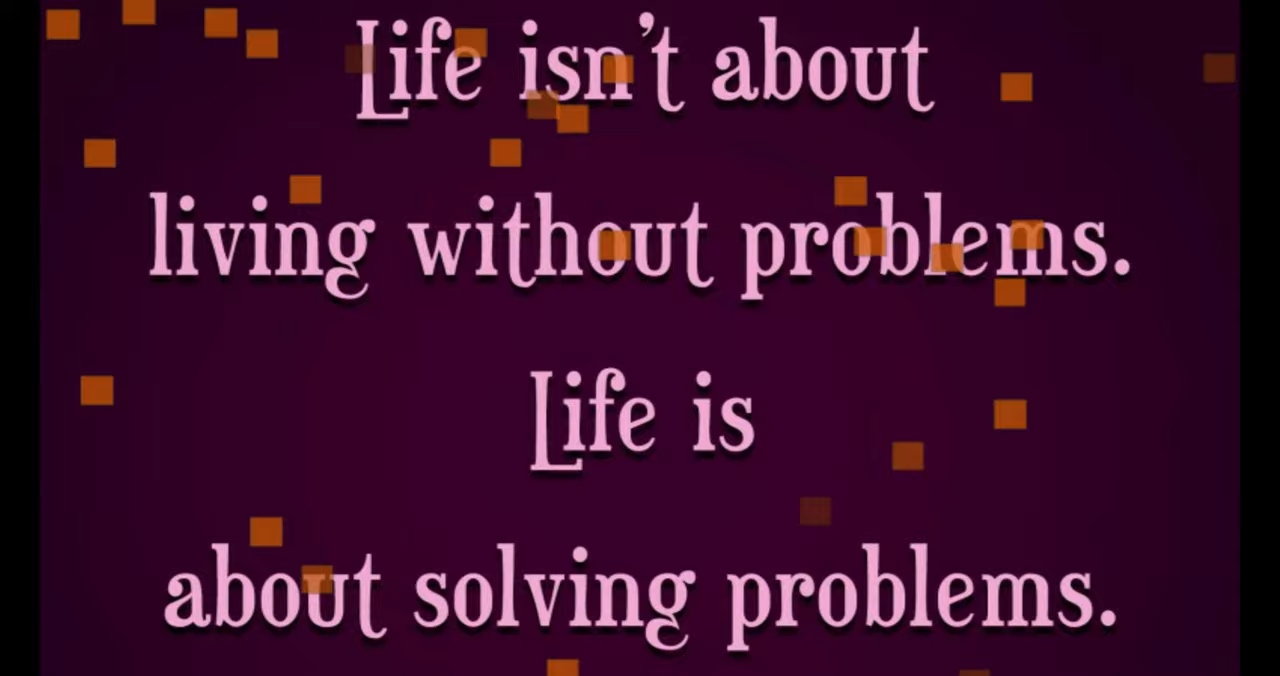 Life isn't about
living without problems.
Life is
about solving problems.